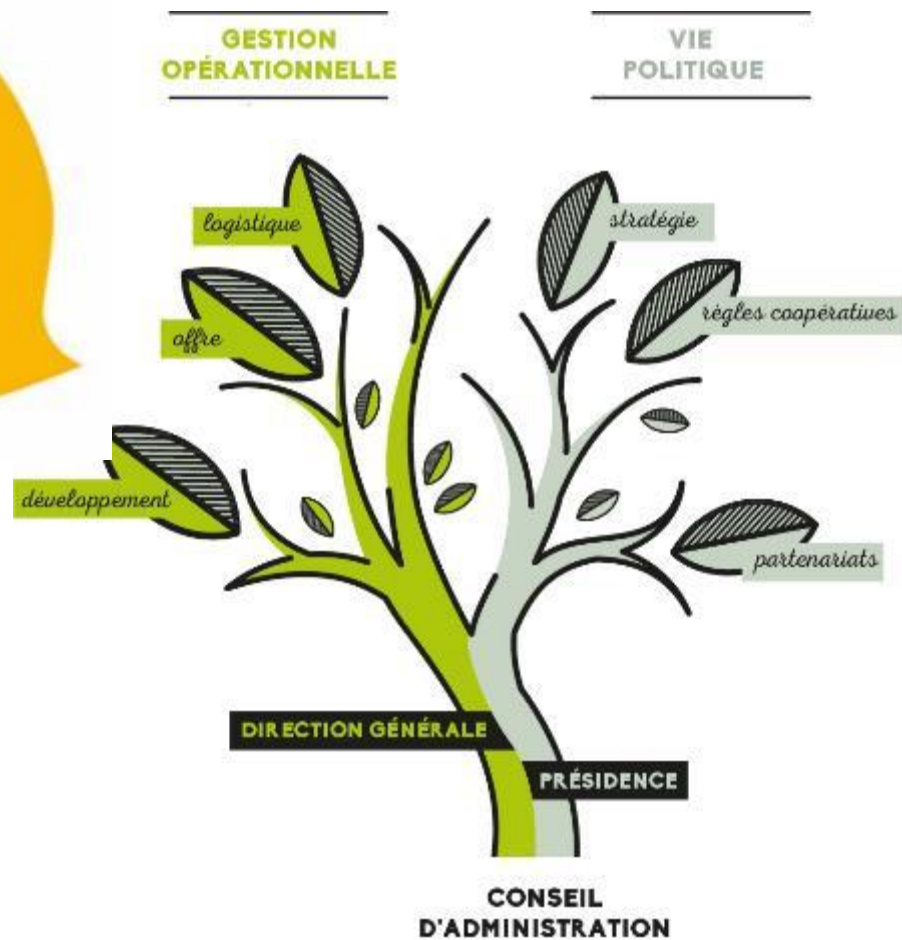 GESTION
OPÉRATIONNELLE
VIE
POLITIQUE
logistique
stratégie
offre
règles coopératives
développement
partenariats
DIRECTION GÉNÉRALE
PRÉSIDENCE
CONSEIL
D'ADMINISTRATION